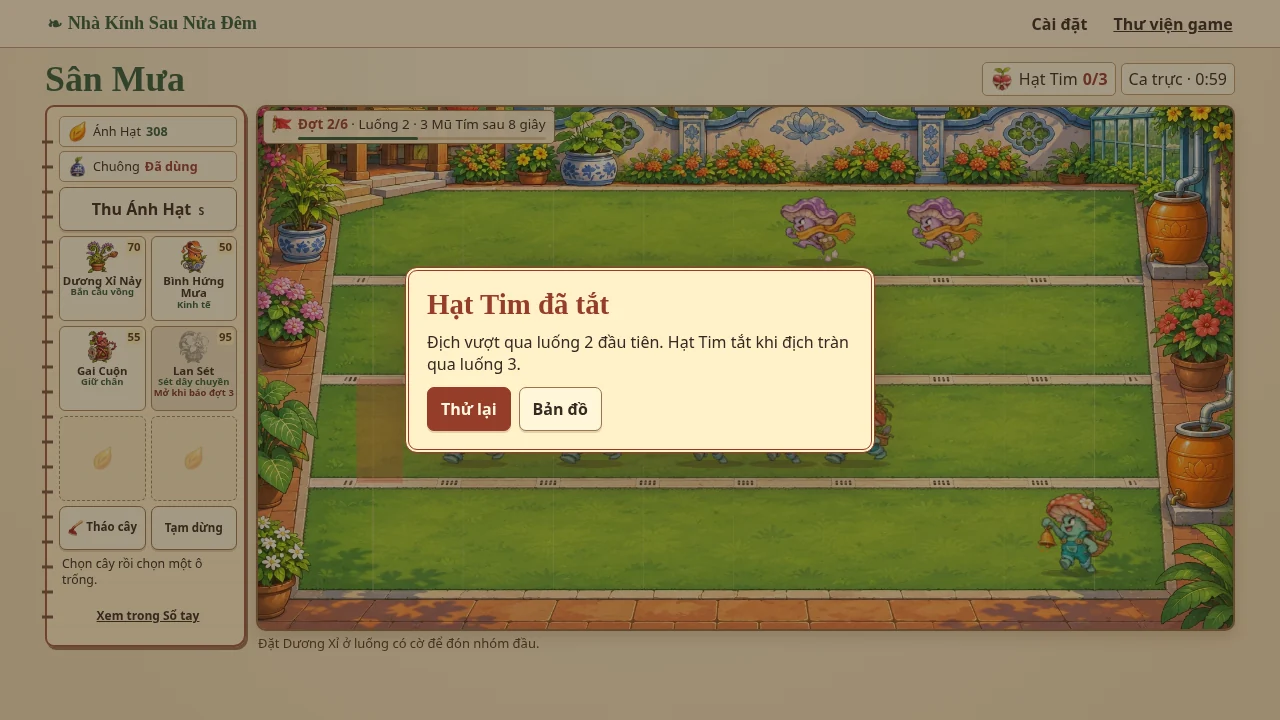 ❧ Nhà Kính Sau Nửa Đêm
Cài đặt
Thư viện game
Sân Mưa
Hạt Tim 0/3
Ca trực · 0:59
Ánh Hạt 308
Chuông Đã dùng
Thu Ánh Hạt S
70
Dương Xỉ Nảy
Bắn cầu vồng
50
Bình Hứng Mưa
Kinh tế
55
Gai Cuộn
Giữ chân
95
Lan Sét
Sét dây chuyền
Mở khi báo đợt 3
Tháo cây
Tạm dừng
Chọn cây rồi chọn một ô
trống.
Xem trong Sổ tay
Đợt 2/6 · Luống 2 · 3 Mũ Tím sau 8 giây
Hạt Tim đã tắt
Địch vượt qua luống 2 đầu tiên. Hạt Tim tắt khi địch tràn
qua luống 3.
Thử lại
Bản đồ
Đặt Dương Xỉ ở luống có cờ để đón nhóm đầu.